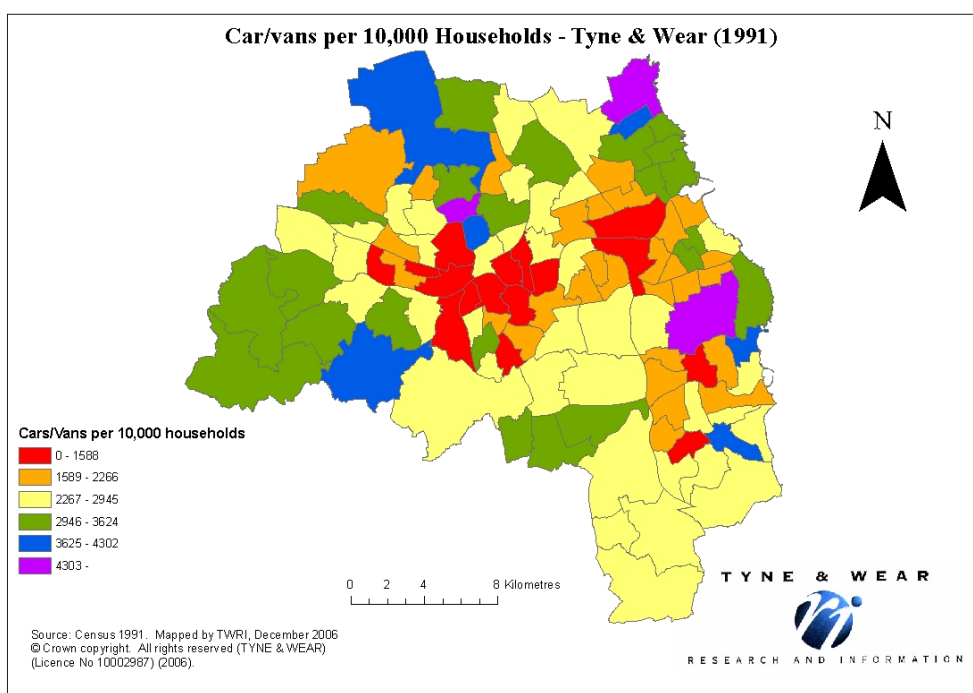 Car/vans per 10,000 Households - Tyne & Wear (1991)
N
Cars/Vans per 10,000 households
0 - 1588
1589 - 2266
2267 - 2945
2946 - 3624
3625 - 4302
4303 -
0 2 4 8 Kilometres
TYNE & WEAR
ri
RESEARCH AND INFORMATION
Source: Census 1991. Mapped by TWRI, December 2006
© Crown copyright. All rights reserved (TYNE & WEAR)
(Licence No 10002987) (2006).